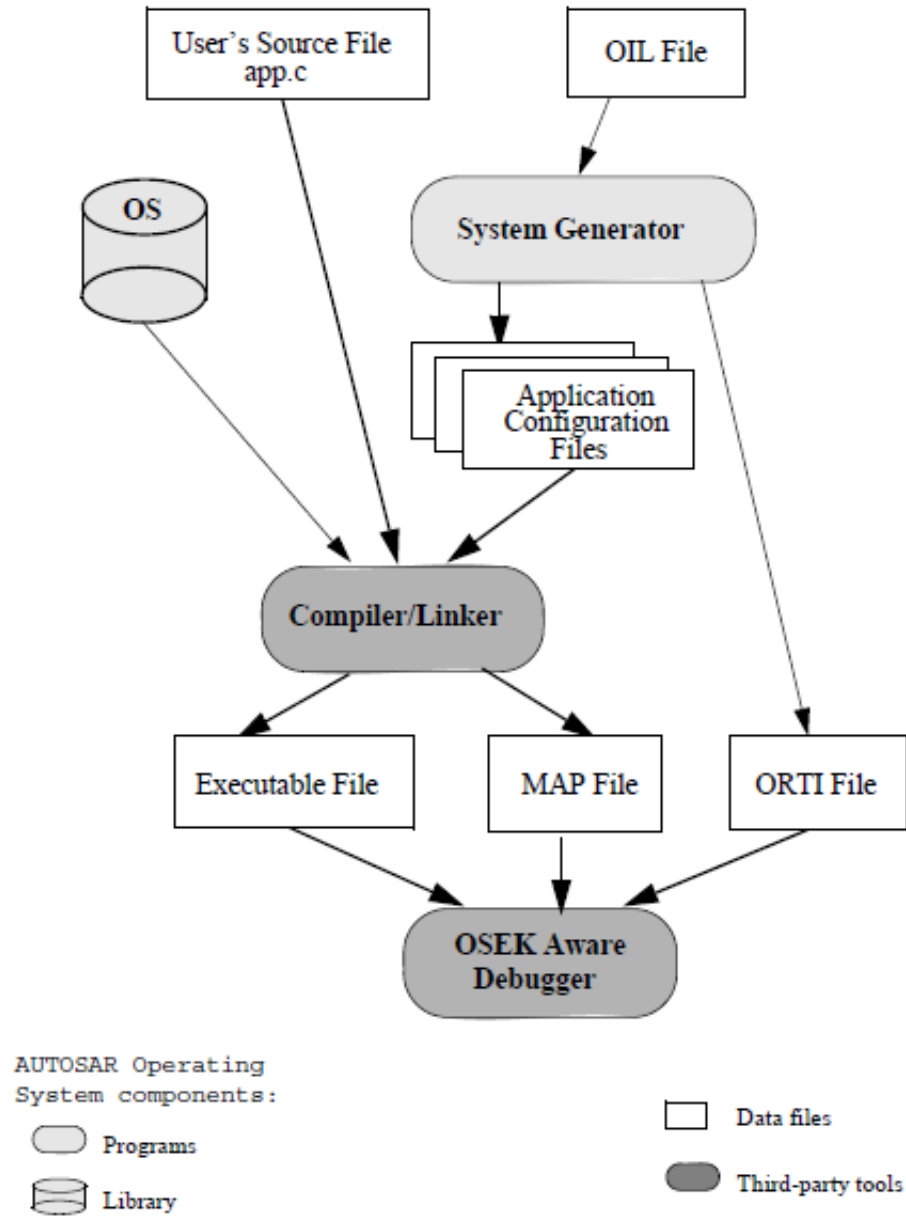 User's Source File
app.c
OIL File
OS
System Generator
Application
Configuration
Files
Compiler/Linker
Executable File
MAP File
ORTI File
OSEK Aware
Debugger
AUTOSAR Operating
System components:
Programs
Library
Data files
Third-party tools